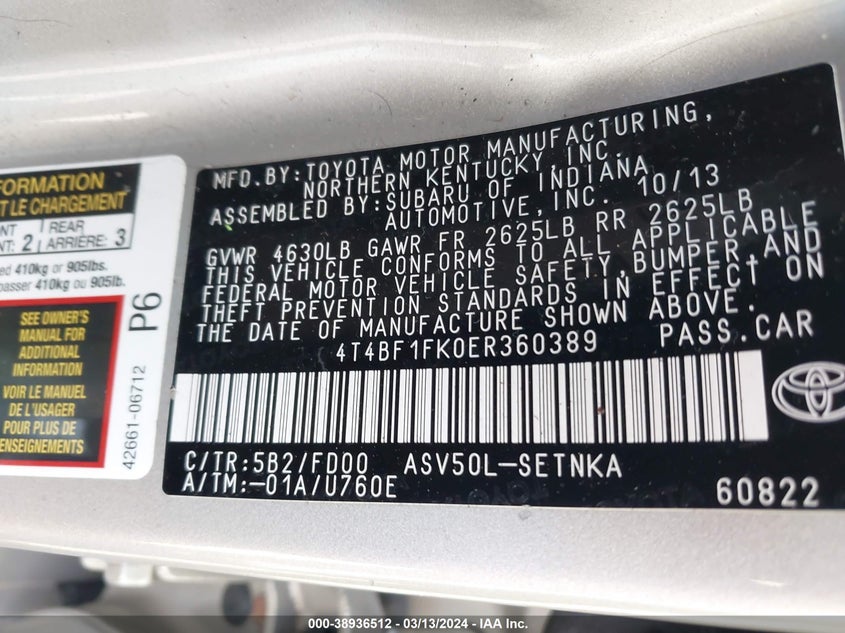 FORMATION
T LE CHARGEMENT
NT: 2
REAR
ARRIÈRE: 3
410kg or 905lbs.
passer 410kg ou 905lb.
SEE OWNER'S
MANUAL FOR
ADDITIONAL
INFORMATION
VOIR LE MANUEL
DE L'USAGER
POUR PLUS DE
RENSEIGNEMENTS
P6
42661-06712
MFD.BY:TOYOTA MOTOR MANUFACTURING,
NORTHERN KENTUCKY, INC.
ASSEMBLED BY:SUBARU OF INDIANA
AUTOMOTIVE, INC. 10/13
GVWR 4630LB GAWR FR 2625LB RR 2625LB
THIS VEHICLE CONFORMS TO ALL APPLICABLE
FEDERAL MOTOR VEHICLE SAFETY, BUMPER, AND
THEFT PREVENTION STANDARDS IN EFFECT ON
THE DATE OF MANUFACTURE SHOWN ABOVE.
4T4BF1FK0ER360389 PASS.CAR
C/TR:5B2/FD00 ASV50L-SETNKA
A/TM:-01A/U760E 60822
000-38936512 - 03/13/2024 - IAA Inc.